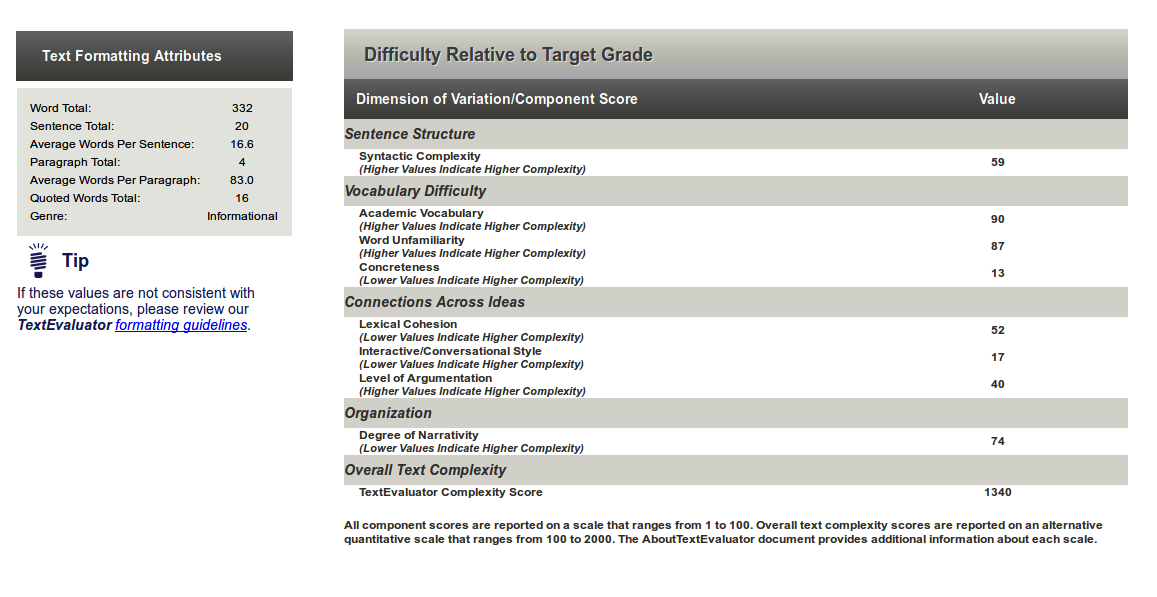 Text Formatting Attributes
Word Total: 332
Sentence Total: 20
Average Words Per Sentence: 16.6
Paragraph Total: 4
Average Words Per Paragraph: 83.0
Quoted Words Total: 16
Genre: Informational
Tip
If these values are not consistent with
your expectations, please review our
TextEvaluator formatting guidelines.
Difficulty Relative to Target Grade
Dimension of Variation/Component Score Value
Sentence Structure
Syntactic Complexity
(Higher Values Indicate Higher Complexity) 59
Vocabulary Difficulty
Academic Vocabulary
(Higher Values Indicate Higher Complexity) 90
Word Unfamiliarity
(Higher Values Indicate Higher Complexity) 87
Concreteness
(Lower Values Indicate Higher Complexity) 13
Connections Across Ideas
Lexical Cohesion
(Lower Values Indicate Higher Complexity) 52
Interactive/Conversational Style
(Lower Values Indicate Higher Complexity) 17
Level of Argumentation
(Higher Values Indicate Higher Complexity) 40
Organization
Degree of Narrativity
(Lower Values Indicate Higher Complexity) 74
Overall Text Complexity
TextEvaluator Complexity Score 1340
All component scores are reported on a scale that ranges from 1 to 100. Overall text complexity scores are reported on an alternative
quantitative scale that ranges from 100 to 2000. The AboutTextEvaluator document provides additional information about each scale.